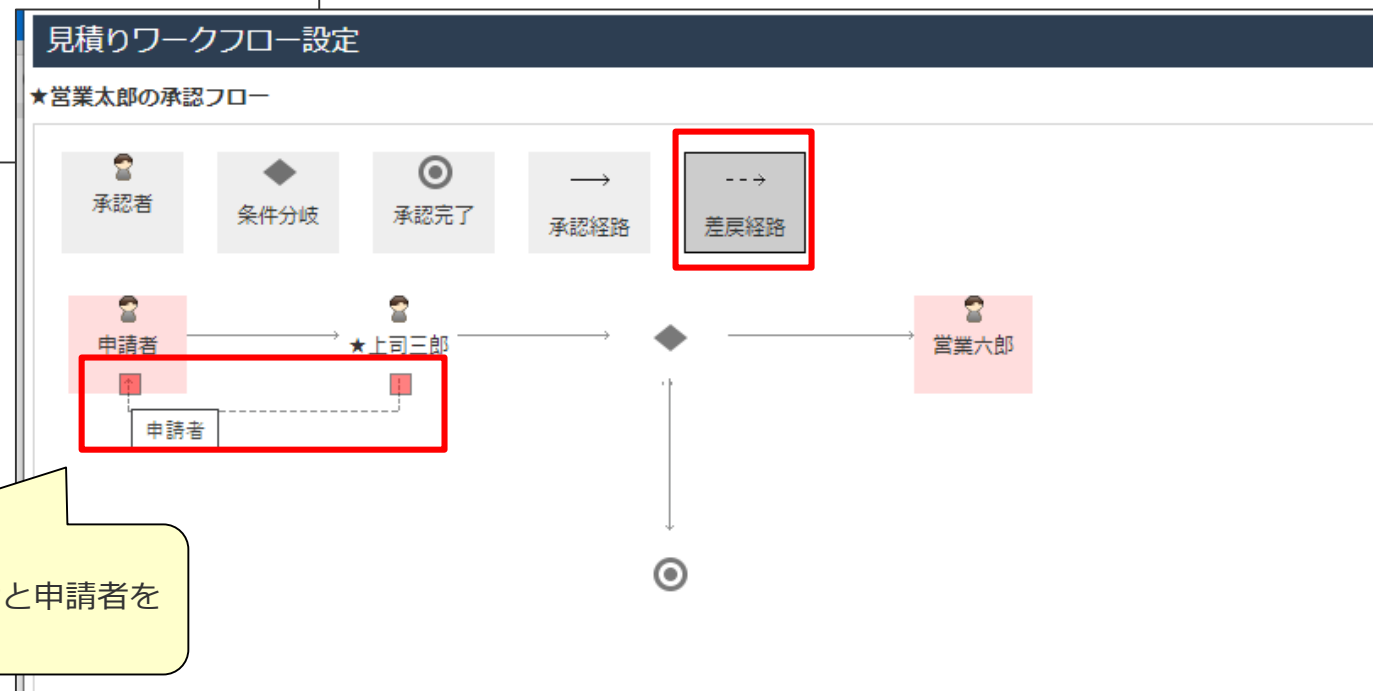 見積りワークフロー設定
★営業太郎の承認フロー
承認者
条件分岐
承認完了
承認経路
差戻経路
申請者
★上司三郎
営業六郎
申請者
と申請者を